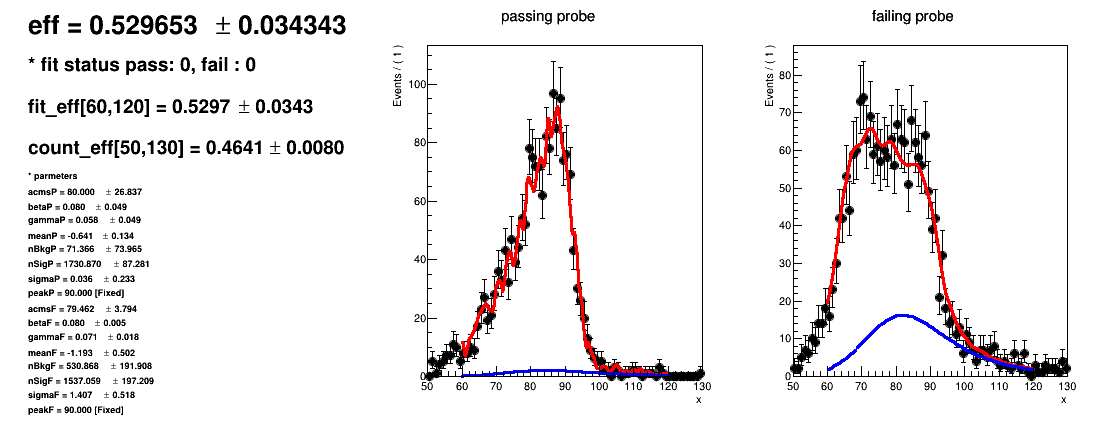 eff = 0.529653 ± 0.034343
* fit status pass: 0, fail : 0
fit_eff[60,120] = 0.5297 ± 0.0343
count_eff[50,130] = 0.4641 ± 0.0080
* parmeters
acmsP = 80.000 ± 26.837
betaP = 0.080 ± 0.049
gammaP = 0.058 ± 0.049
meanP = -0.641 ± 0.134
nBkgP = 71.366 ± 73.965
nSigP = 1730.870 ± 87.281
sigmaP = 0.036 ± 0.233
peakP = 90.000 [Fixed]
acmsF = 79.462 ± 3.794
betaF = 0.080 ± 0.005
gammaF = 0.071 ± 0.018
meanF = -1.193 ± 0.502
nBkgF = 530.868 ± 191.908
nSigF = 1537.059 ± 197.209
sigmaF = 1.407 ± 0.518
peakF = 90.000 [Fixed]
passing probe
Events / ( 1 )
100
80
60
40
20
0
50 60 70 80 90 100 110 120 130
x
failing probe
Events / ( 1 )
80
70
60
50
40
30
20
10
0
50 60 70 80 90 100 110 120 130
x